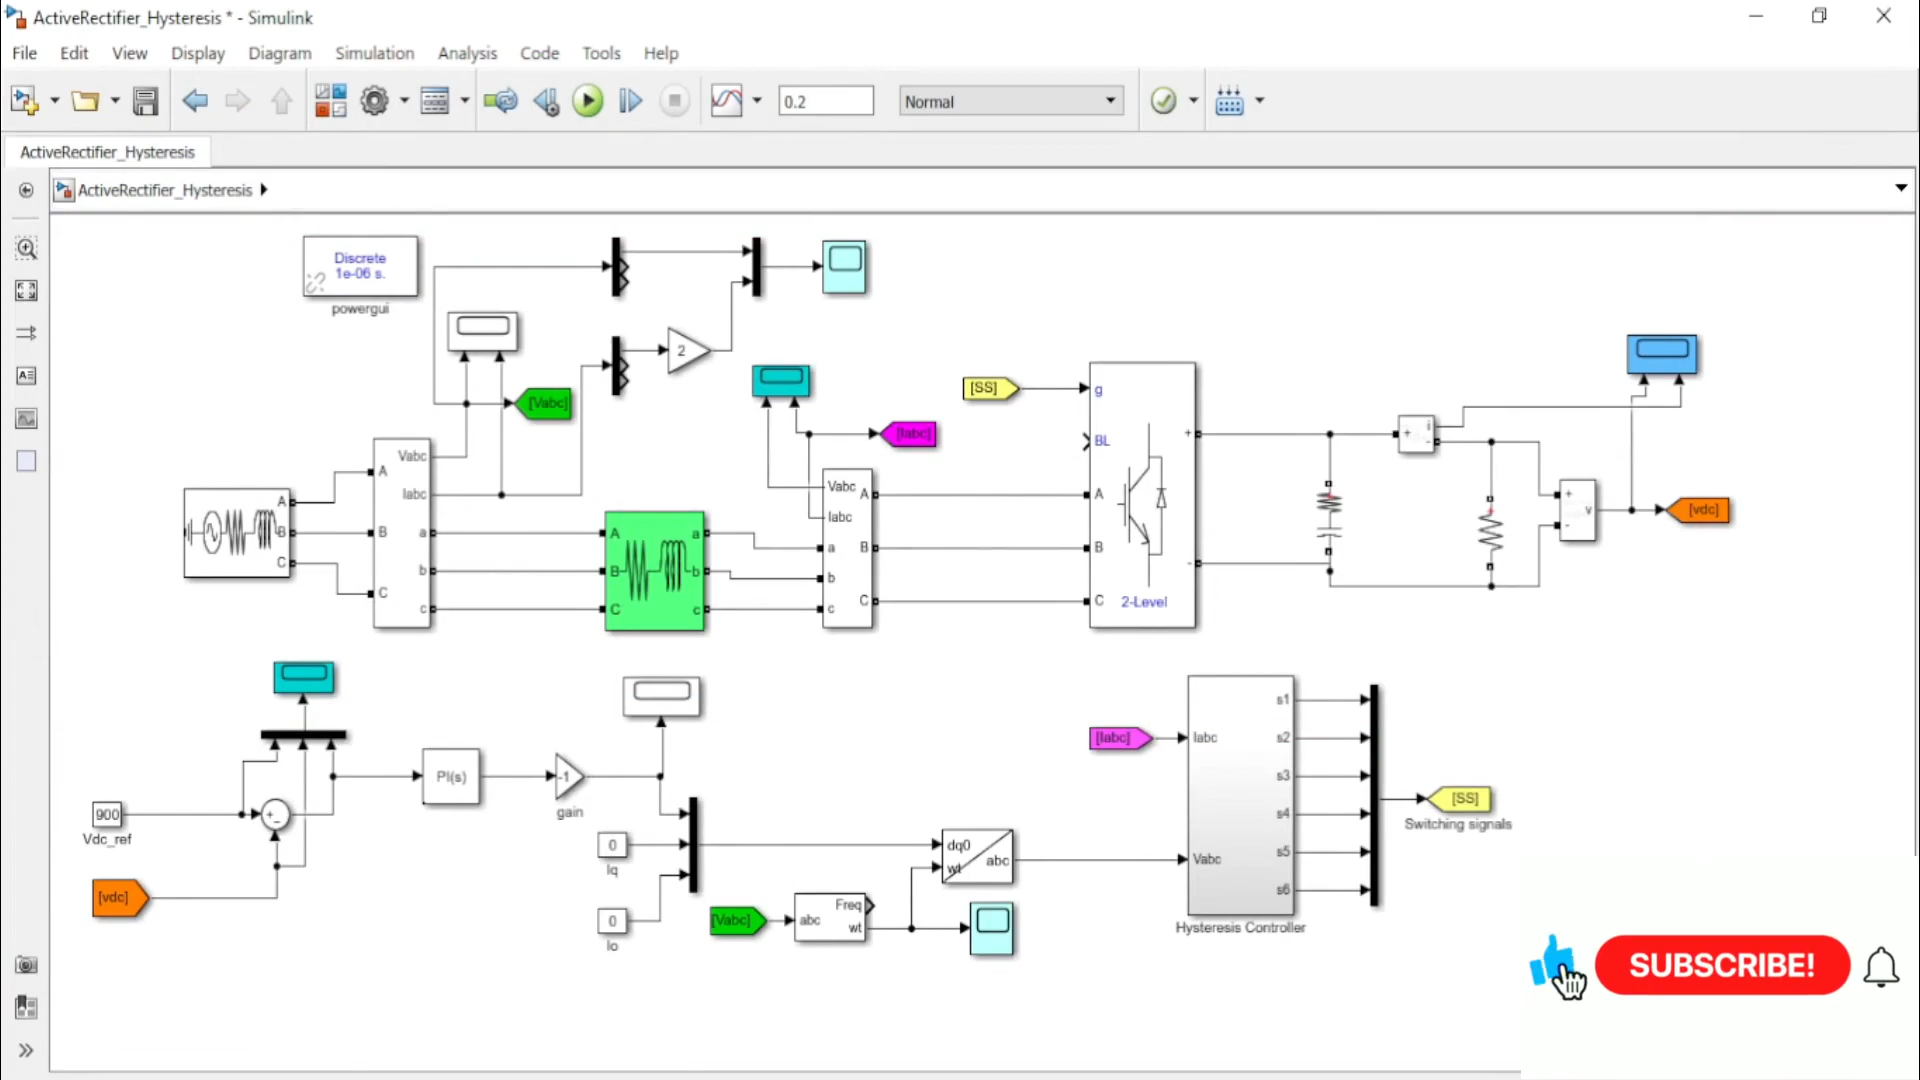 ActiveRectifier_Hysteresis * - Simulink
File Edit View Display Diagram Simulation Analysis Code Tools Help
0.2 Normal
ActiveRectifier_Hysteresis
ActiveRectifier_Hysteresis
Discrete
1e-06 s.
powergui
2
[Vabc]
[Iabc]
[SS]
g
BL
A
B
C
2-Level
+
-
A
B
C
A
B
C
Vabc
Iabc
a
b
c
A
B
C
a
b
c
Vabc
Iabc
a
b
c
A
B
C
+
i
-
+
-
v
[vdc]
900
Vdc_ref
+_
[vdc]
PI(s)
-1
gain
0
Iq
0
Io
[Vabc]
abc
Freq
wt
dq0
wt
abc
[Iabc]
Iabc
Vabc
s1
s2
s3
s4
s5
s6
Hysteresis Controller
[SS]
Switching signals
SUBSCRIBE!